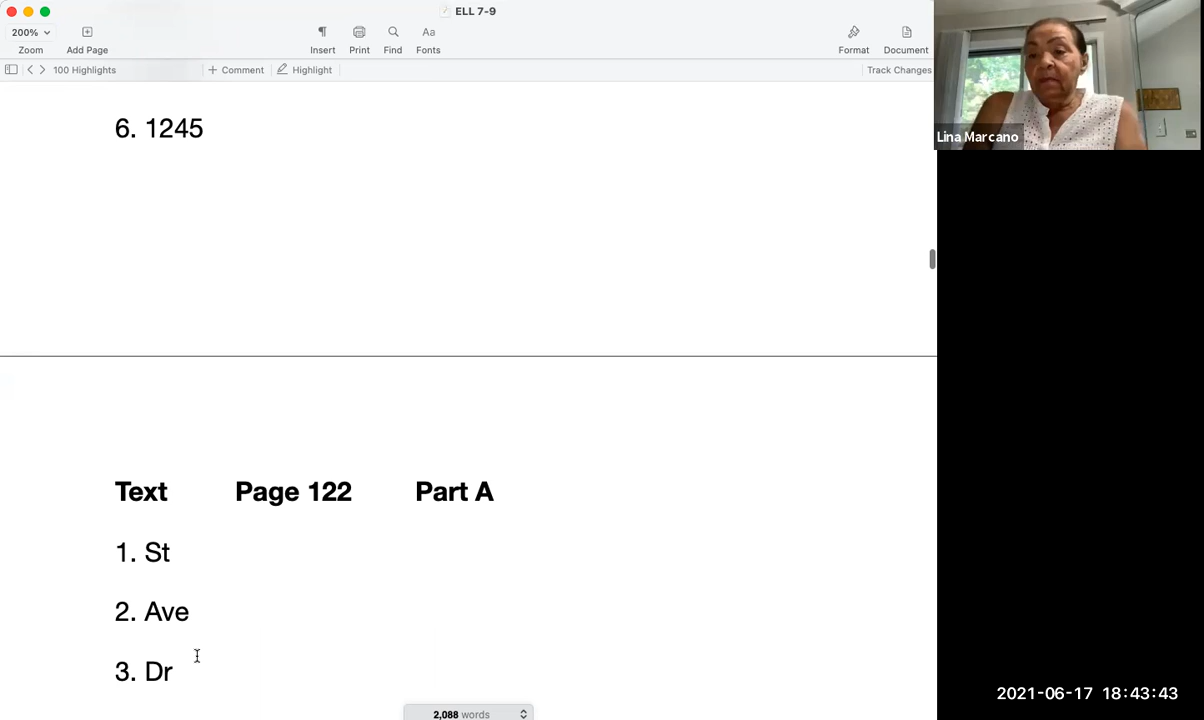 ELL 7-9
200%
Zoom
Add Page
Insert
Print
Find
Fonts
Format
Document
100 Highlights
Comment
Highlight
Track Changes
6. 1245
Lina Marcano
Text Page 122 Part A
1. St
2. Ave
3. Dr
2,088 words
2021-06-17 18:43:43